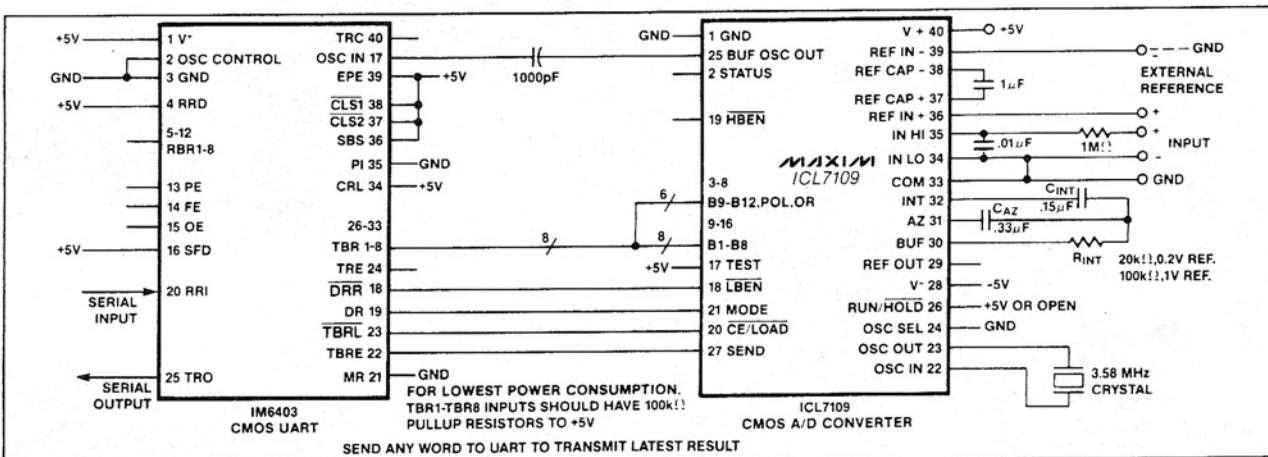 +5V
1 V+
2 OSC CONTROL
GND
3 GND
+5V
4 RRD
5-12
RBR1-8
13 PE
14 FE
15 OE
+5V
16 SFD
SERIAL
INPUT
20 RRI
SERIAL
OUTPUT
25 TRO
TRC 40
OSC IN 17
EPE 39
+5V
CLS1 38
CLS2 37
SBS 36
PI 35
GND
CRL 34
+5V
26-33
TBR 1-8
TRE 24
DRR 18
DR 19
TBRL 23
TBRE 22
MR 21
GND
IM6403
CMOS UART
1000pF
8
6
8
FOR LOWEST POWER CONSUMPTION,
TBR1-TBR8 INPUTS SHOULD HAVE 100kΩ
PULLUP RESISTORS TO +5V
SEND ANY WORD TO UART TO TRANSMIT LATEST RESULT
GND
1 GND
25 BUF OSC OUT
2 STATUS
19 HBEN
3-8
B9-B12,POL,OR
9-16
B1-B8
+5V
17 TEST
18 LBEN
21 MODE
20 CE/LOAD
27 SEND
MAXIM
ICL7109
V + 40
+5V
REF IN - 39
- GND
REF CAP - 38
EXTERNAL
REFERENCE
1µF
REF CAP + 37
REF IN + 36
+
IN HI 35
+
.01µF
1MΩ
INPUT
IN LO 34
-
COM 33
GND
INT 32
CINT
.15µF
AZ 31
CAZ
.33µF
BUF 30
RINT
20kΩ,0.2V REF.
100kΩ,1V REF.
REF OUT 29
V- 28
-5V
RUN/HOLD 26
+5V OR OPEN
OSC SEL 24
GND
OSC OUT 23
OSC IN 22
3.58 MHz
CRYSTAL
ICL7109
CMOS A/D CONVERTER